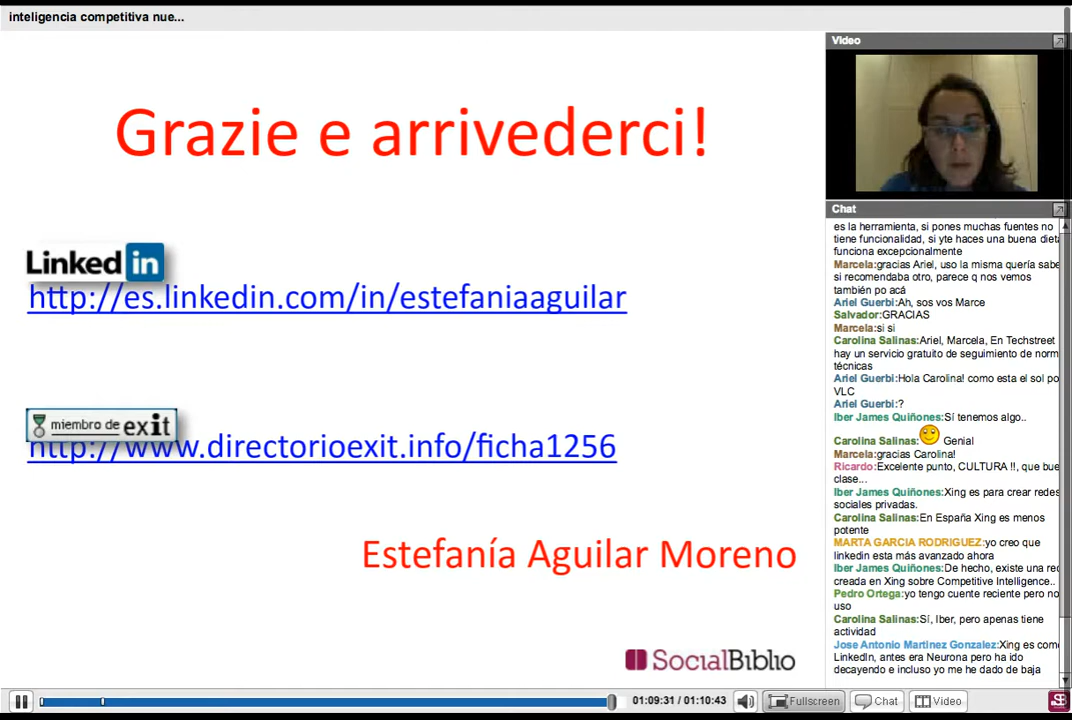 inteligencia competitiva nue...
Grazie e arrivederci!
Linked in
http://es.linkedin.com/in/estefaniaaguilar
miembro de exit
http://www.directorioexit.info/ficha1256
Estefanía Aguilar Moreno
SocialBiblio
Video
Chat
es la herramienta, si pones muchas fuentes no
tiene funcionalidad, si yte haces una buena dieta
funciona excepcionalmente
Marcela:gracias Ariel, uso la misma quería sabe
si recomendaba otro, parece q nos vemos
también po acá
Ariel Guerbi:Ah, sos vos Marce
Salvador:GRACIAS
Marcela:si si
Carolina Salinas:Ariel, Marcela, En Techstreet
hay un servicio gratuito de seguimiento de norm
técnicas
Ariel Guerbi:Hola Carolina! como esta el sol po
VLC
Ariel Guerbi:?
Iber James Quiñones:Sí tenemos algo..
Carolina Salinas: Genial
Marcela:gracias Carolina!
Ricardo:Excelente punto, CULTURA !!, que bue
clase...
Iber James Quiñones:Xing es para crear redes
sociales privadas.
Carolina Salinas:En España Xing es menos
potente
MARTA GARCIA RODRIGUEZ:yo creo que
linkedin esta más avanzado ahora
Iber James Quiñones:De hecho, existe una rec
creada en Xing sobre Competitive Intelligence..
Pedro Ortega:yo tengo cuente reciente pero no
uso
Carolina Salinas:Sí, Iber, pero apenas tiene
actividad
Jose Antonio Martinez Gonzalez:Xing es como
LinkedIn, antes era Neurona pero ha ido
decayendo e incluso yo me he dado de baja
01:09:31 / 01:10:43
Fullscreen
Chat
Video
SB